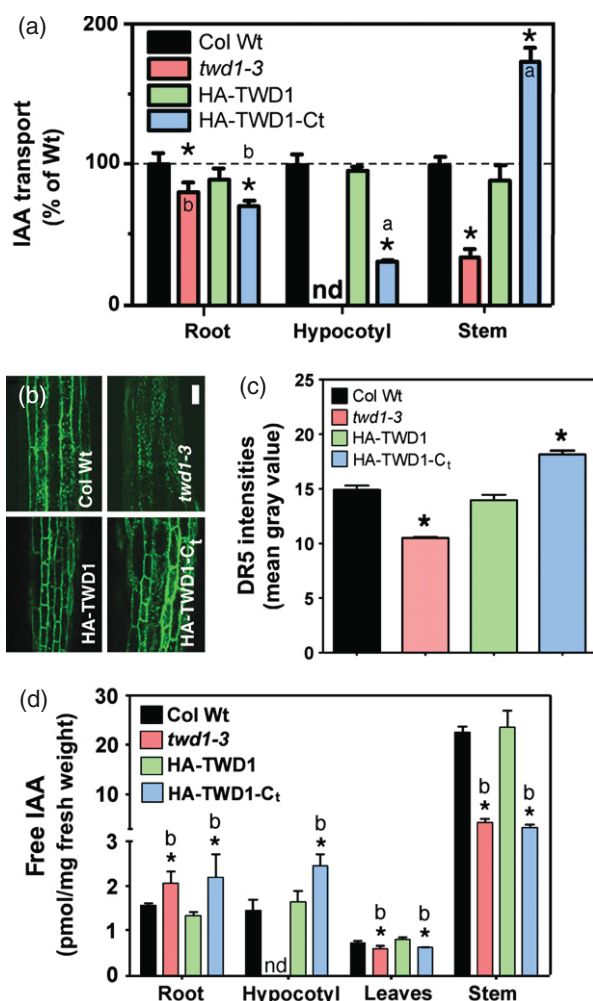 (a)
Col Wt
twd1-3
HA-TWD1
HA-TWD1-Ct
IAA transport
(% of Wt)
200
100
0
*
b
b
*
nd
a
*
*
*
a
Root Hypocotyl Stem
(b)
Col Wt
twd1-3
HA-TWD1
HA-TWD1-Ct
(c)
Col Wt
twd1-3
HA-TWD1
HA-TWD1-Ct
DR5 intensities
(mean gray value)
25
20
15
10
5
0
*
*
(d)
Col Wt
twd1-3
HA-TWD1
HA-TWD1-Ct
Free IAA
(pmol/mg fresh weight)
30
20
10
3
2
1
0
b
*
b
*
nd
b
*
b
*
b
*
b
*
b
*
Root Hypocotyl Leaves Stem